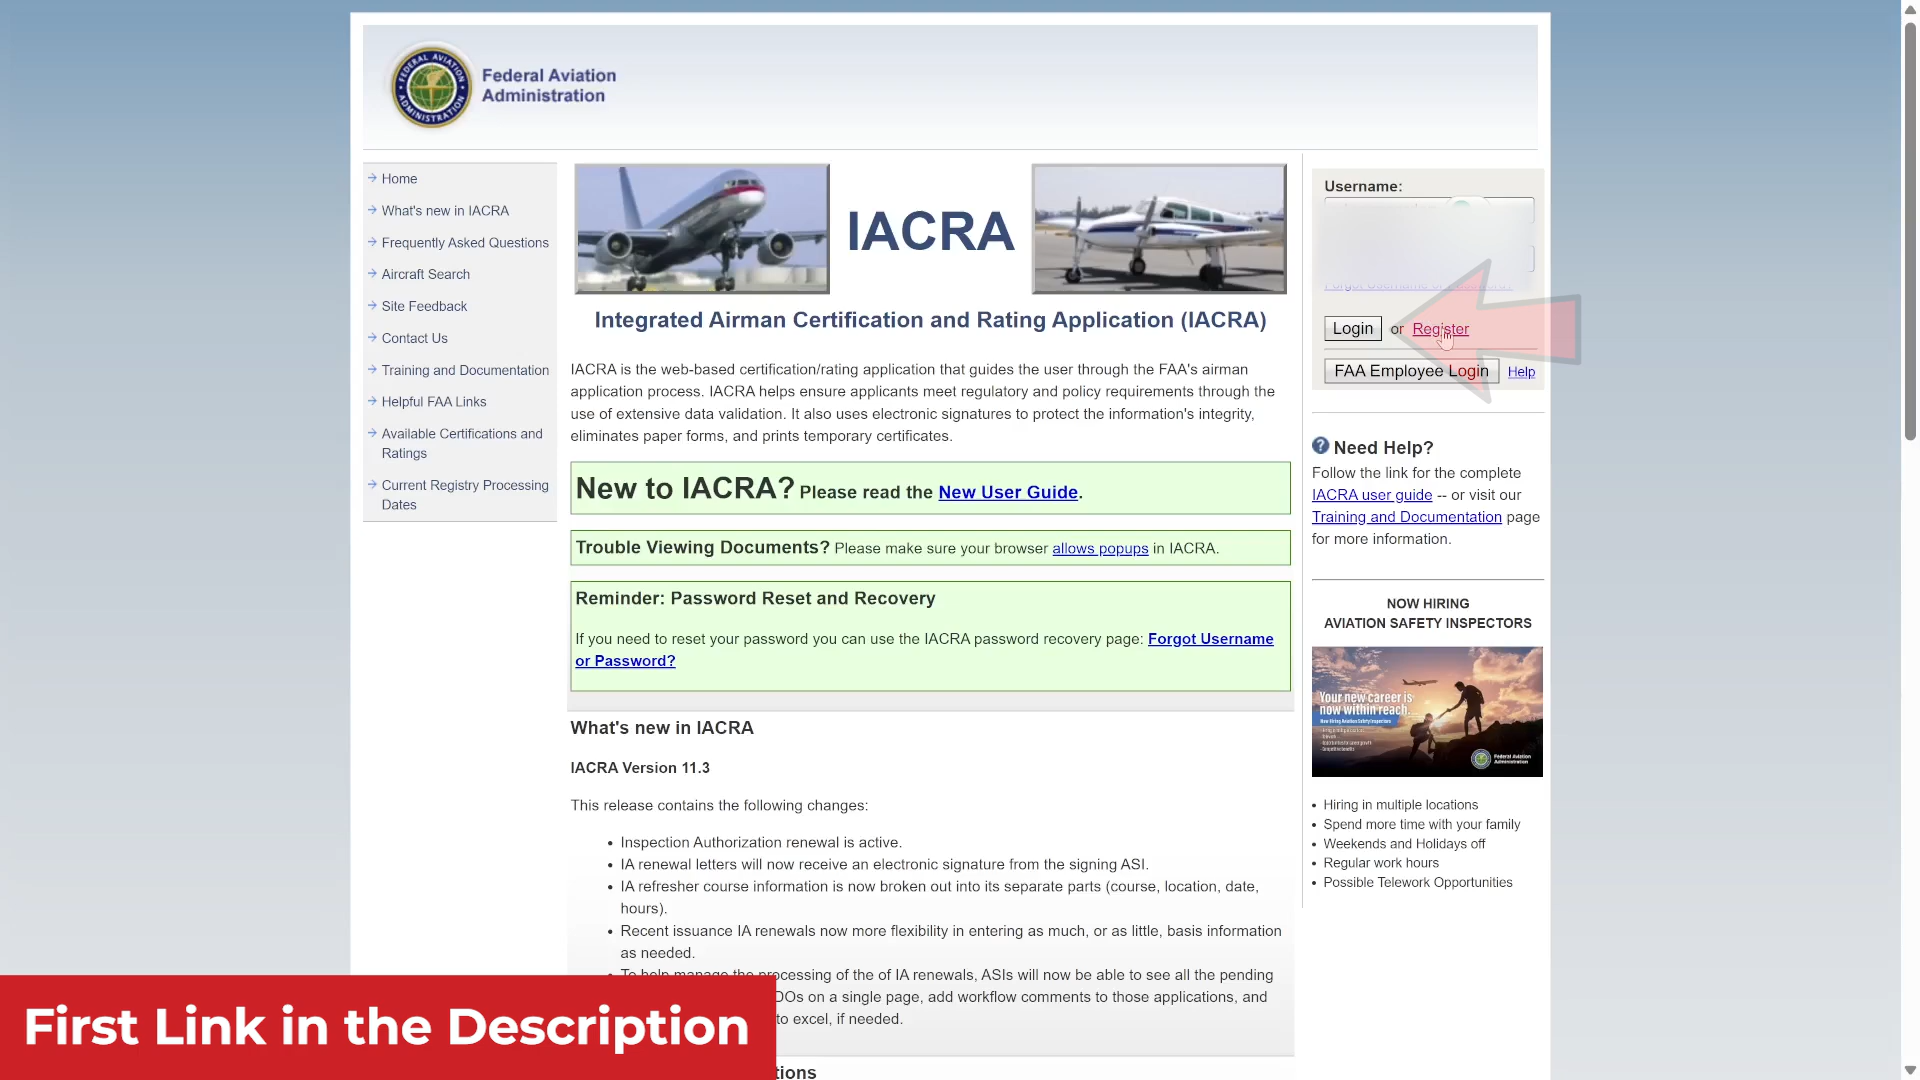 Federal Aviation
Administration
Home
What's new in IACRA
Frequently Asked Questions
Aircraft Search
Site Feedback
Contact Us
Training and Documentation
Helpful FAA Links
Available Certifications and
Ratings
Current Registry Processing
Dates
IACRA
Integrated Airman Certification and Rating Application (IACRA)
IACRA is the web-based certification/rating application that guides the user through the FAA's airman
application process. IACRA helps ensure applicants meet regulatory and policy requirements through the
use of extensive data validation. It also uses electronic signatures to protect the information's integrity,
eliminates paper forms, and prints temporary certificates.
New to IACRA? Please read the New User Guide.
Trouble Viewing Documents? Please make sure your browser allows popups in IACRA.
Reminder: Password Reset and Recovery
If you need to reset your password you can use the IACRA password recovery page: Forgot Username
or Password?
What's new in IACRA
IACRA Version 11.3
This release contains the following changes:
Inspection Authorization renewal is active.
IA renewal letters will now receive an electronic signature from the signing ASI.
IA refresher course information is now broken out into its separate parts (course, location, date,
hours).
Recent issuance IA renewals now more flexibility in entering as much, or as little, basis information
as needed.
To help manage the processing of the of IA renewals, ASIs will now be able to see all the pending
DOs on a single page, add workflow comments to those applications, and
to excel, if needed.
tions
Username:
Login or Register
FAA Employee Login Help
Need Help?
Follow the link for the complete
IACRA user guide -- or visit our
Training and Documentation page
for more information.
NOW HIRING
AVIATION SAFETY INSPECTORS
Your new career is
now within reach.
Now Hiring Aviation Safety Inspectors
Federal Aviation
Administration
Hiring in multiple locations
Spend more time with your family
Weekends and Holidays off
Regular work hours
Possible Telework Opportunities
First Link in the Description